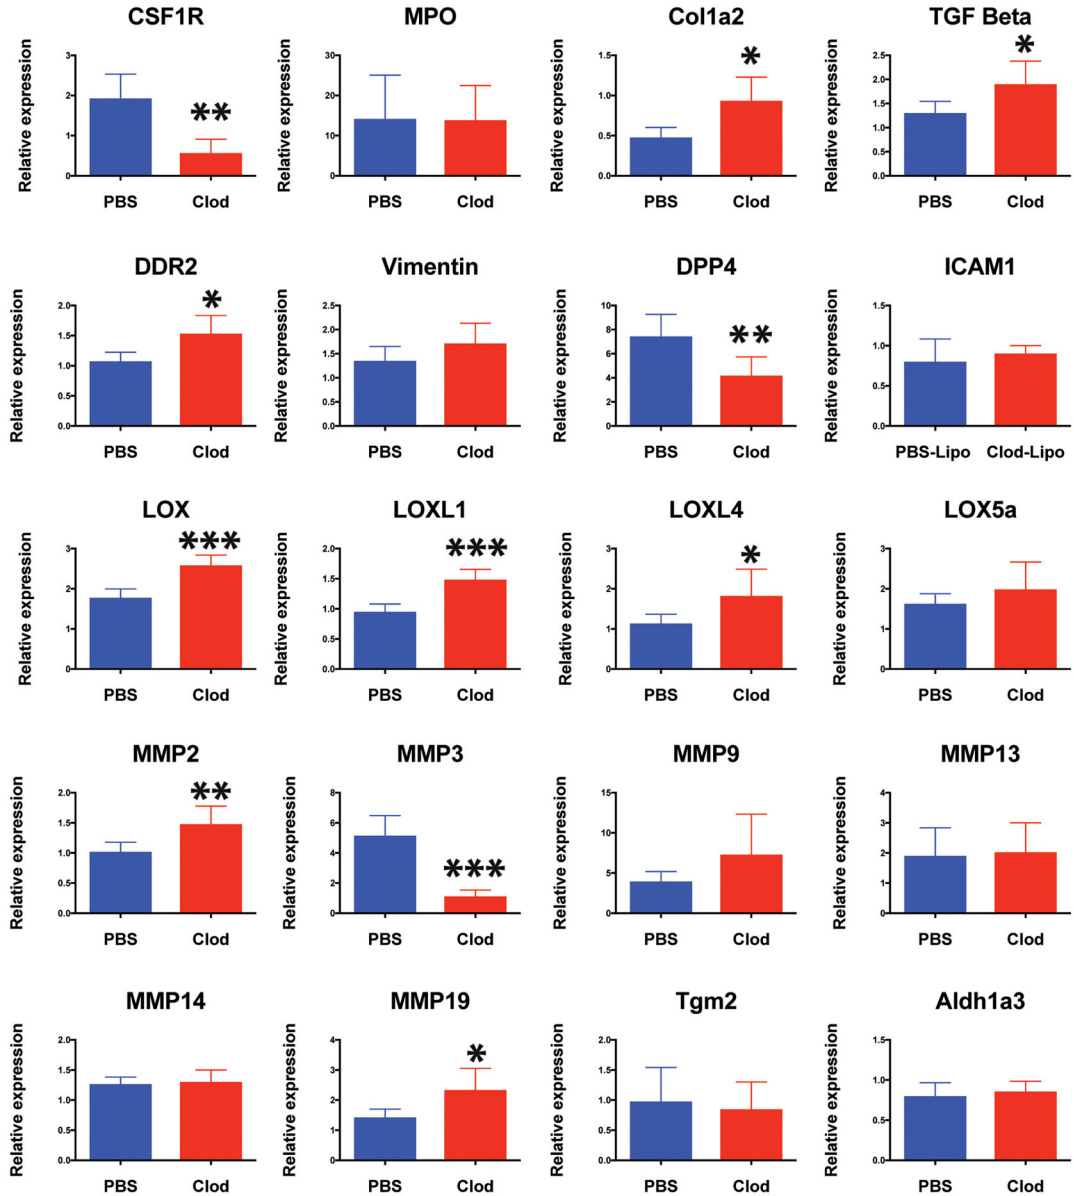 CSF1R
MPO
Col1a2
TGF Beta
Relative expression
3
2
1
0
**
PBS
Clod
Relative expression
30
20
10
0
PBS
Clod
Relative expression
1.5
1.0
0.5
0.0
*
PBS
Clod
Relative expression
2.5
2.0
1.5
1.0
0.5
0.0
*
PBS
Clod
DDR2
Vimentin
DPP4
ICAM1
Relative expression
2.0
1.5
1.0
0.5
0.0
*
PBS
Clod
Relative expression
2.5
2.0
1.5
1.0
0.5
0.0
PBS
Clod
Relative expression
10
8
6
4
2
0
**
PBS
Clod
Relative expression
1.5
1.0
0.5
0.0
PBS-Lipo
Clod-Lipo
LOX
LOXL1
LOXL4
LOX5a
Relative expression
3
2
1
0
***
PBS
Clod
Relative expression
2.0
1.5
1.0
0.5
0.0
***
PBS
Clod
Relative expression
3
2
1
0
*
PBS
Clod
Relative expression
3
2
1
0
PBS
Clod
MMP2
MMP3
MMP9
MMP13
Relative expression
2.0
1.5
1.0
0.5
0.0
**
PBS
Clod
Relative expression
8
6
4
2
0
***
PBS
Clod
Relative expression
15
10
5
0
PBS
Clod
Relative expression
4
3
2
1
0
PBS
Clod
MMP14
MMP19
Tgm2
Aldh1a3
Relative expression
2.0
1.5
1.0
0.5
0.0
PBS
Clod
Relative expression
4
3
2
1
0
*
PBS
Clod
Relative expression
2.0
1.5
1.0
0.5
0.0
PBS
Clod
Relative expression
1.5
1.0
0.5
0.0
PBS
Clod